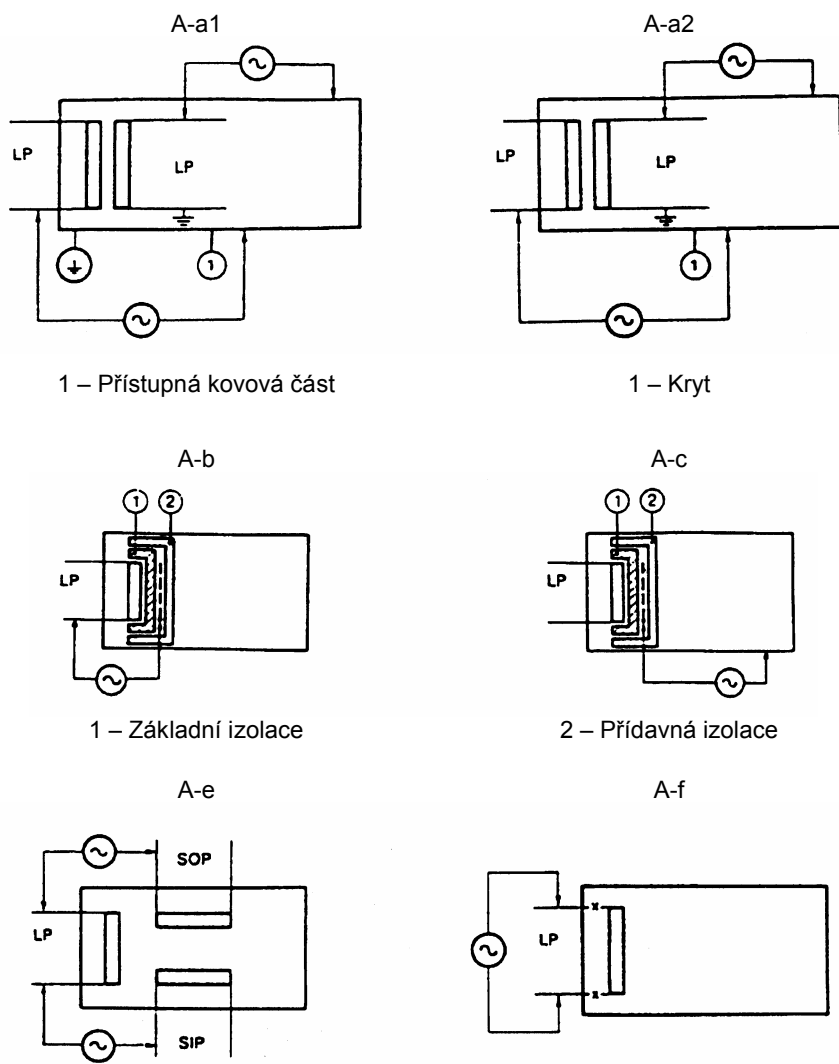 A-a1
A-a2
LP
LP
1
LP
LP
1
1 – Přístupná kovová část
1 – Kryt
A-b
A-c
1 2
LP
1 2
LP
1 – Základní izolace
2 – Přídavná izolace
A-e
A-f
SOP
LP
SIP
x
LP
x